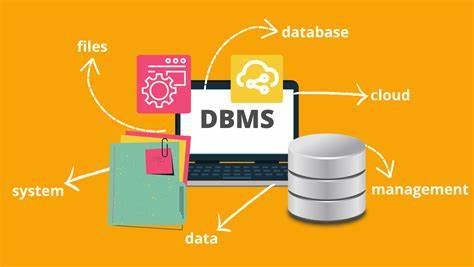 database
files
cloud
DBMS
system
management
data